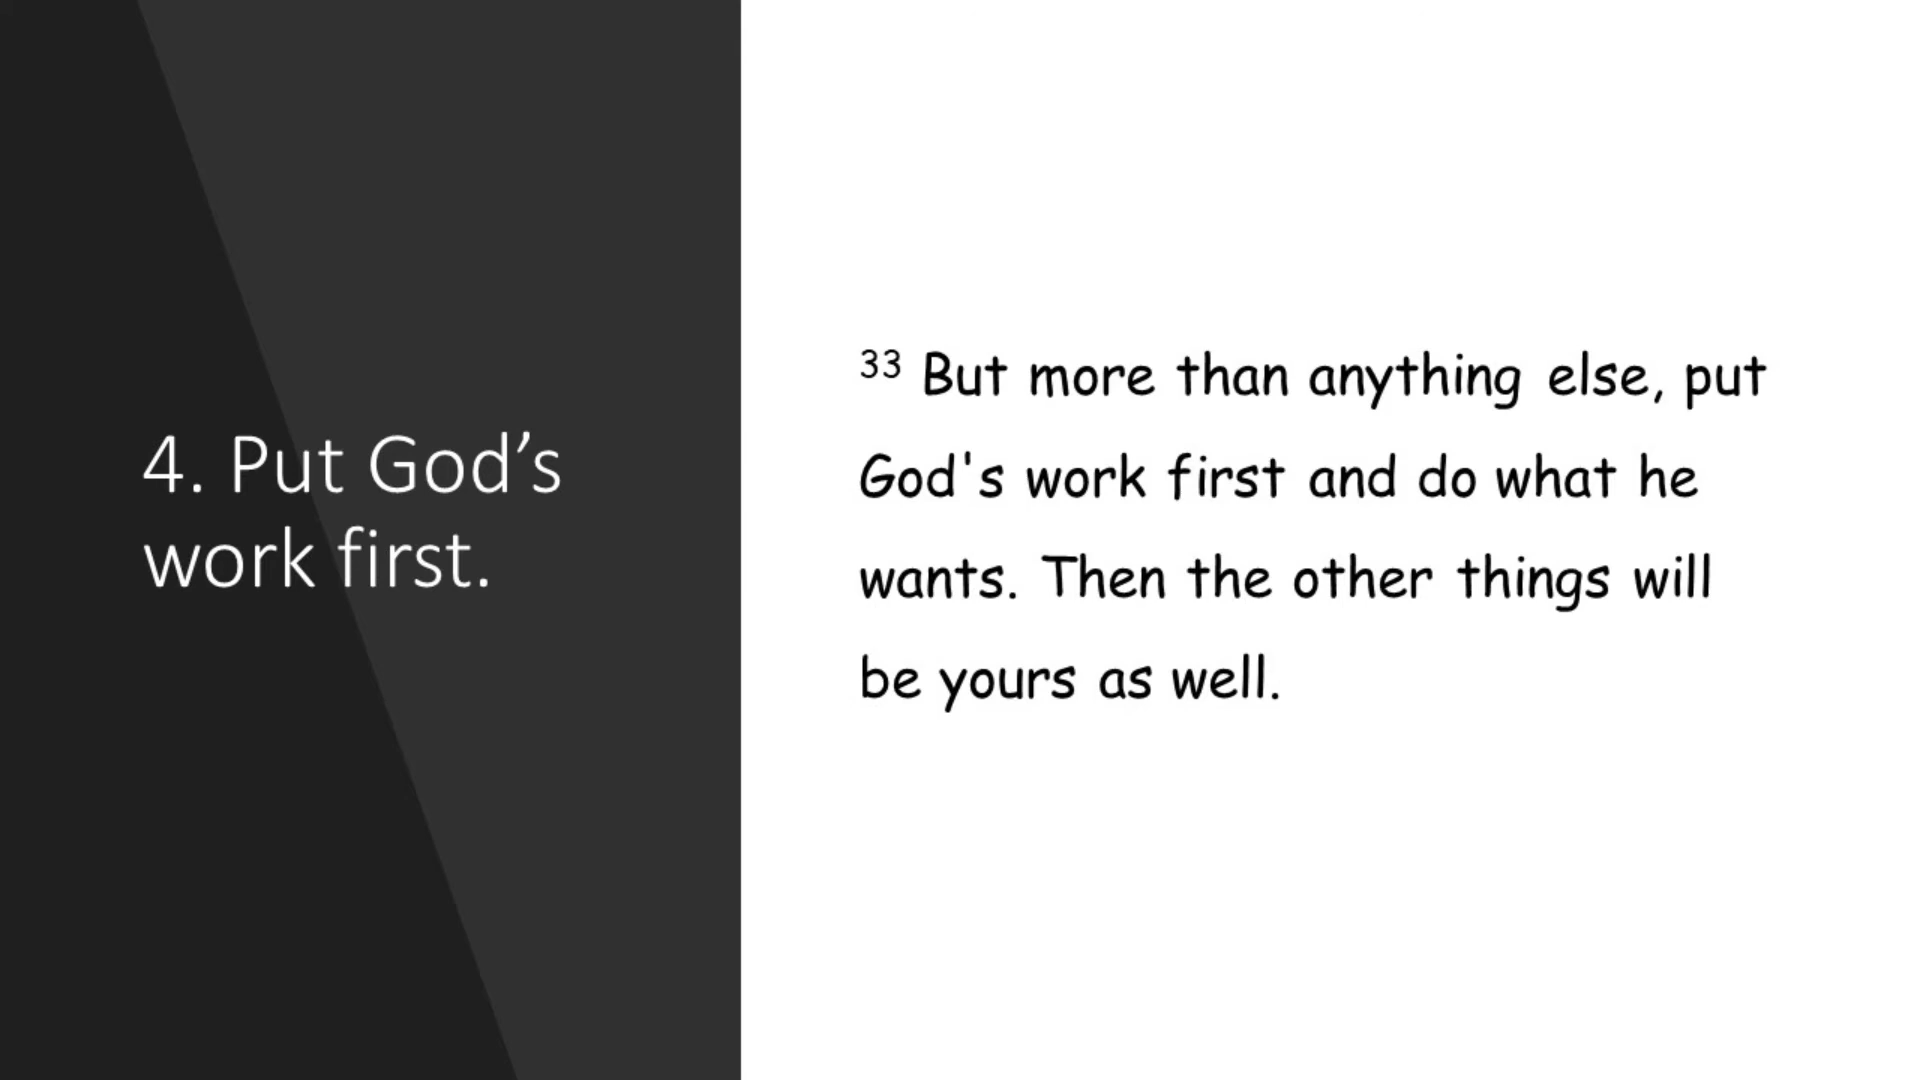 4. Put God’s
work first.
33 But more than anything else, put
God's work first and do what he
wants. Then the other things will
be yours as well.